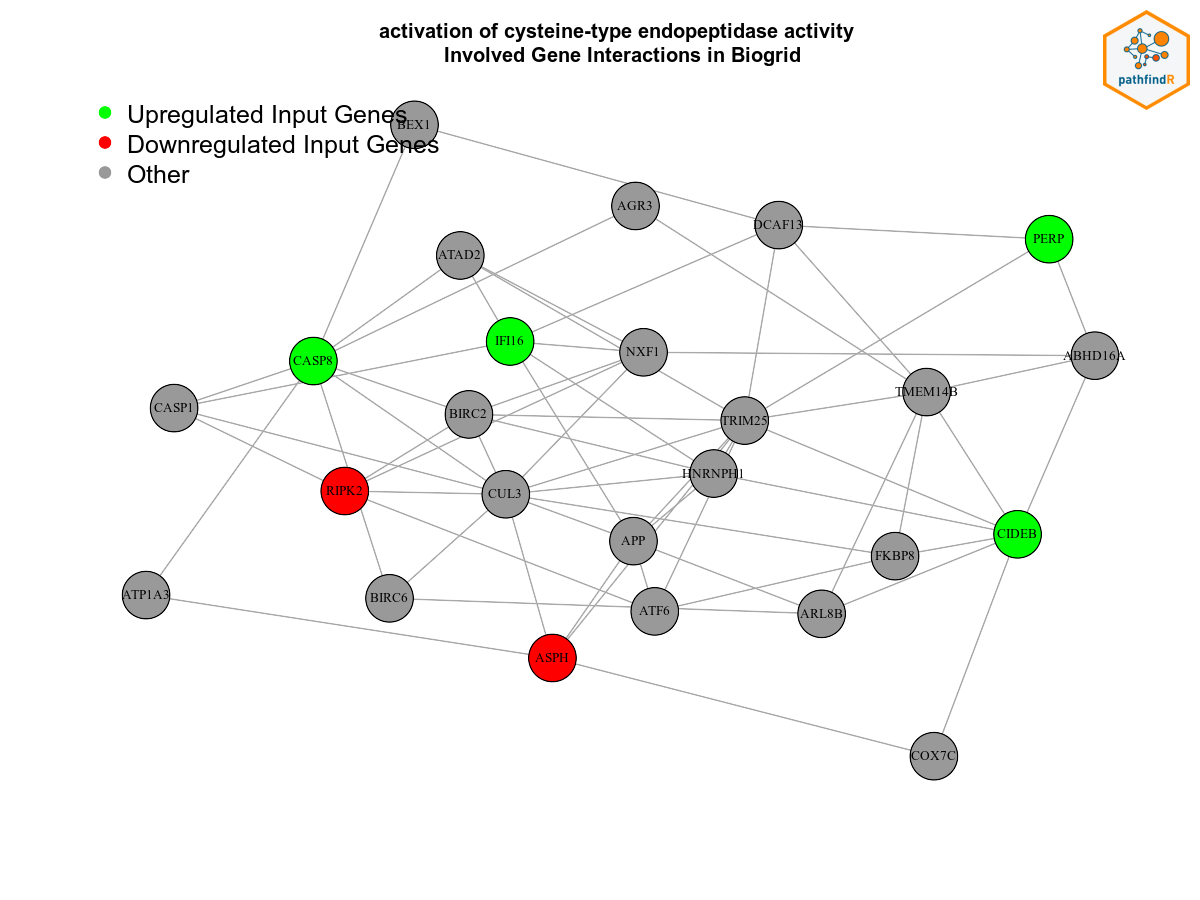 activation of cysteine-type endopeptidase activity
Involved Gene Interactions in Biogrid
pathfindR
Upregulated Input Genes
Downregulated Input Genes
Other
BEX1
AGR3
DCAF13
PERP
ATAD2
IFI16
NXF1
ABHD16A
CASP8
TMEM14B
CASP1
BIRC2
TRIM25
HNRNPH1
RIPK2
CUL3
APP
CIDEB
FKBP8
ATP1A3
BIRC6
ATF6
ARL8B
ASPH
COX7C